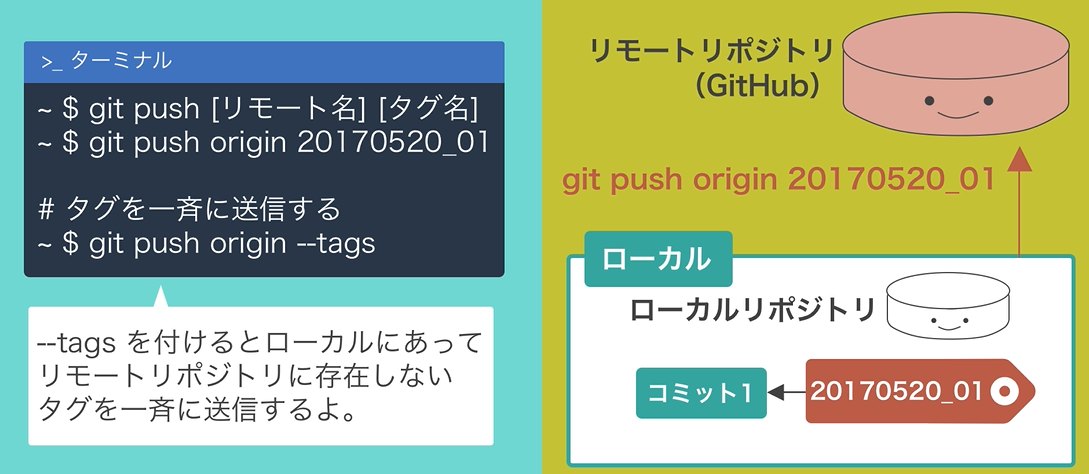 >_ ターミナル
~ $ git push [リモート名] [タグ名]
~ $ git push origin 20170520_01
# タグを一斉に送信する
~ $ git push origin --tags
--tags を付けるとローカルにあって
リモートリポジトリに存在しない
タグを一斉に送信するよ。
リモートリポジトリ
（GitHub）
git push origin 20170520_01
ローカル
ローカルリポジトリ
コミット1
20170520_01